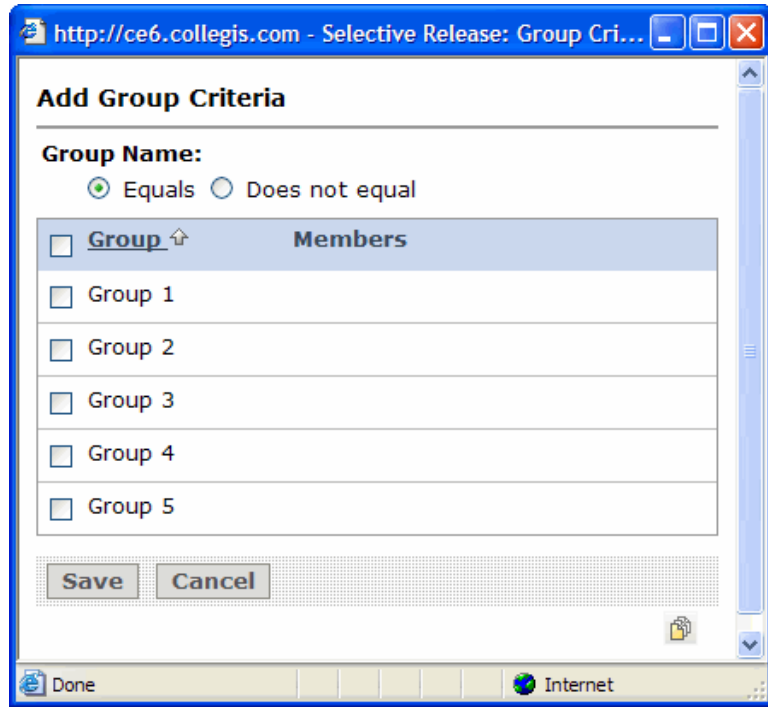 http://ce6.collegis.com - Selective Release: Group Cri...
Add Group Criteria
Group Name:
Equals Does not equal
Group Members
Group 1
Group 2
Group 3
Group 4
Group 5
Save Cancel
Done Internet